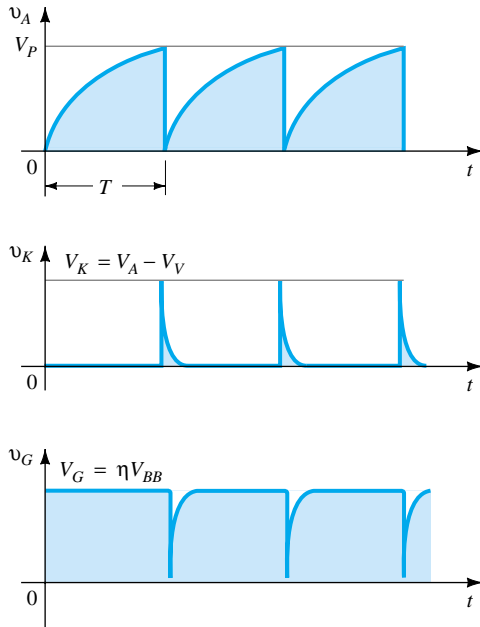 υA
VP
0
T
t
υK
VK = VA − VV
0
t
υG
VG = ηVBB
0
t